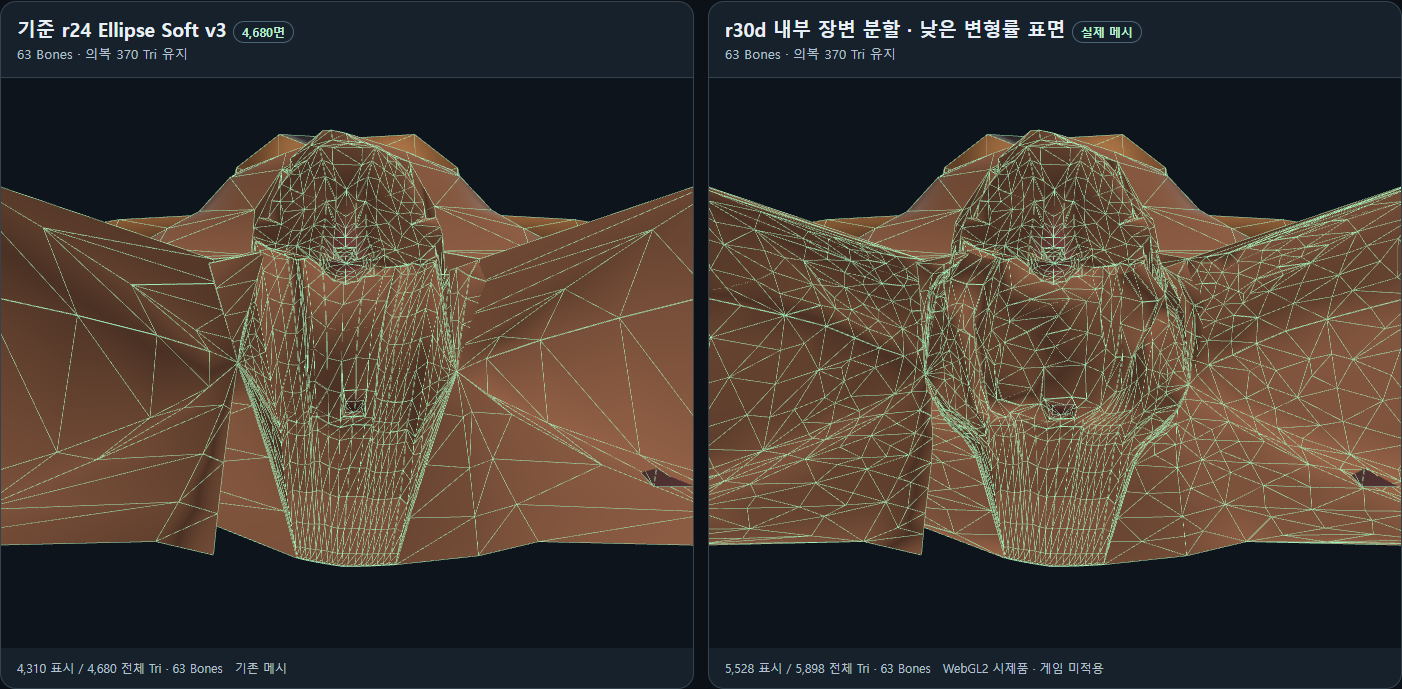 기준 r24 Ellipse Soft v3 4,680면
63 Bones · 의복 370 Tri 유지
4,310 표시 / 4,680 전체 Tri · 63 Bones 기존 메시
r30d 내부 장변 분할 · 낮은 변형률 표면 실제 메시
63 Bones · 의복 370 Tri 유지
5,528 표시 / 5,898 전체 Tri · 63 Bones WebGL2 시제품 · 게임 미적용